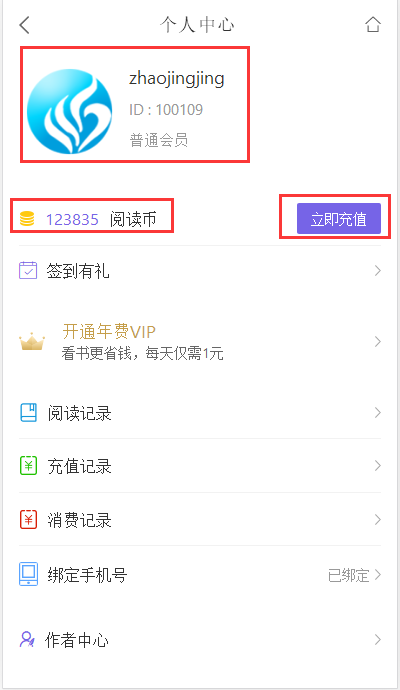 个人中心
zhaojingjing
ID : 100109
普通会员
123835 阅读币
立即充值
签到有礼
开通年费VIP
看书更省钱，每天仅需1元
阅读记录
充值记录
消费记录
绑定手机号
已绑定
作者中心